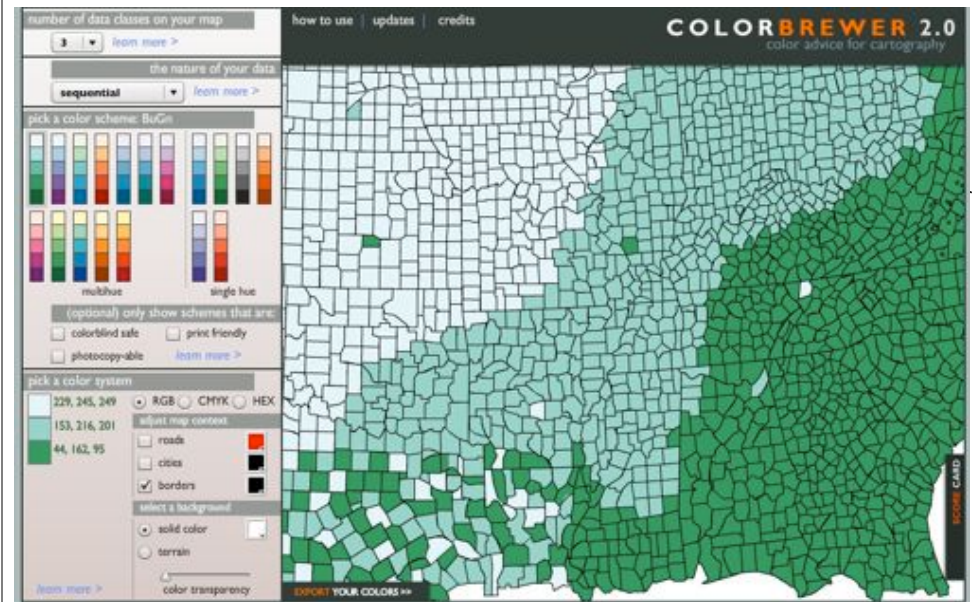 number of data classes on your map
3
learn more >
the nature of your data
sequential
learn more >
pick a color scheme: BuGn
multihue
single hue
(optional) only show schemes that are:
colorblind safe
print friendly
photocopy-able
learn more >
pick a color system
229, 245, 249
153, 216, 201
44, 162, 95
RGB
CMYK
HEX
adjust map context
roads
cities
borders
select a background
solid color
terrain
color transparency
learn more >
how to use | updates | credits
COLORBREWER 2.0
color advice for cartography
SCORE CARD
EXPORT YOUR COLORS >>